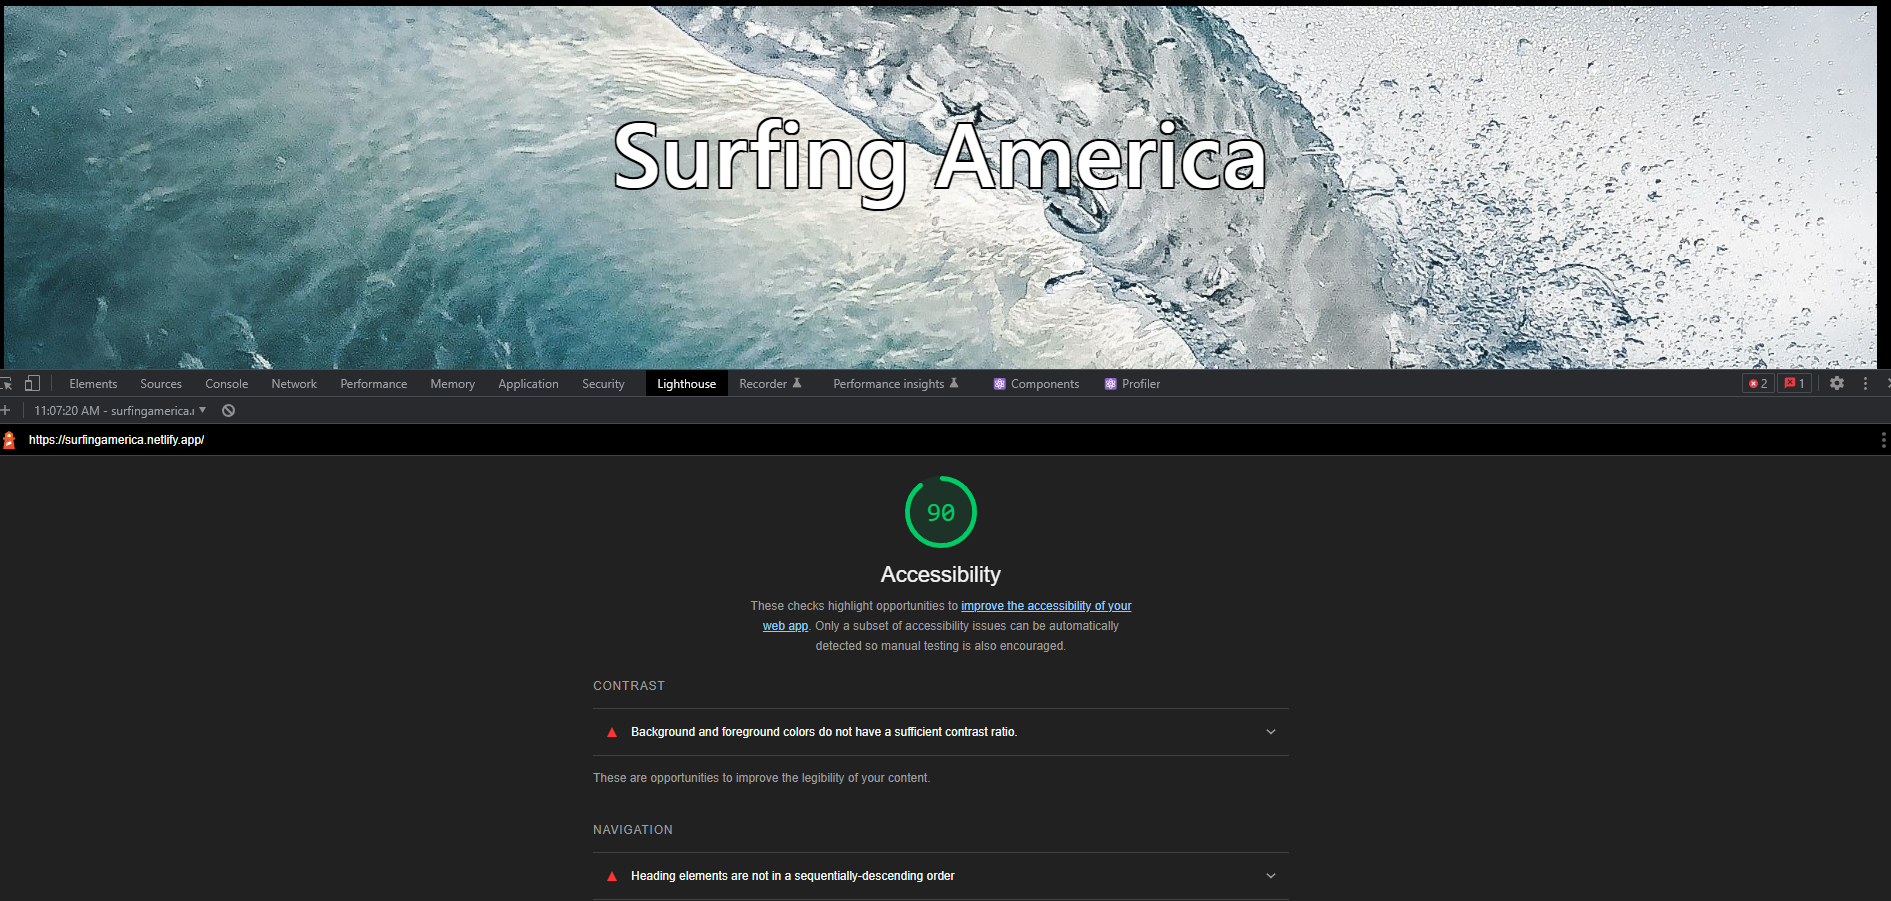 Surfing America
Elements Sources Console Network Performance Memory Application Security Lighthouse Recorder Performance insights Components Profiler 2 1
11:07:20 AM - surfingamerica.
https://surfingamerica.netlify.app/
90
Accessibility
These checks highlight opportunities to improve the accessibility of your
web app. Only a subset of accessibility issues can be automatically
detected so manual testing is also encouraged.
CONTRAST
Background and foreground colors do not have a sufficient contrast ratio.
These are opportunities to improve the legibility of your content.
NAVIGATION
Heading elements are not in a sequentially-descending order